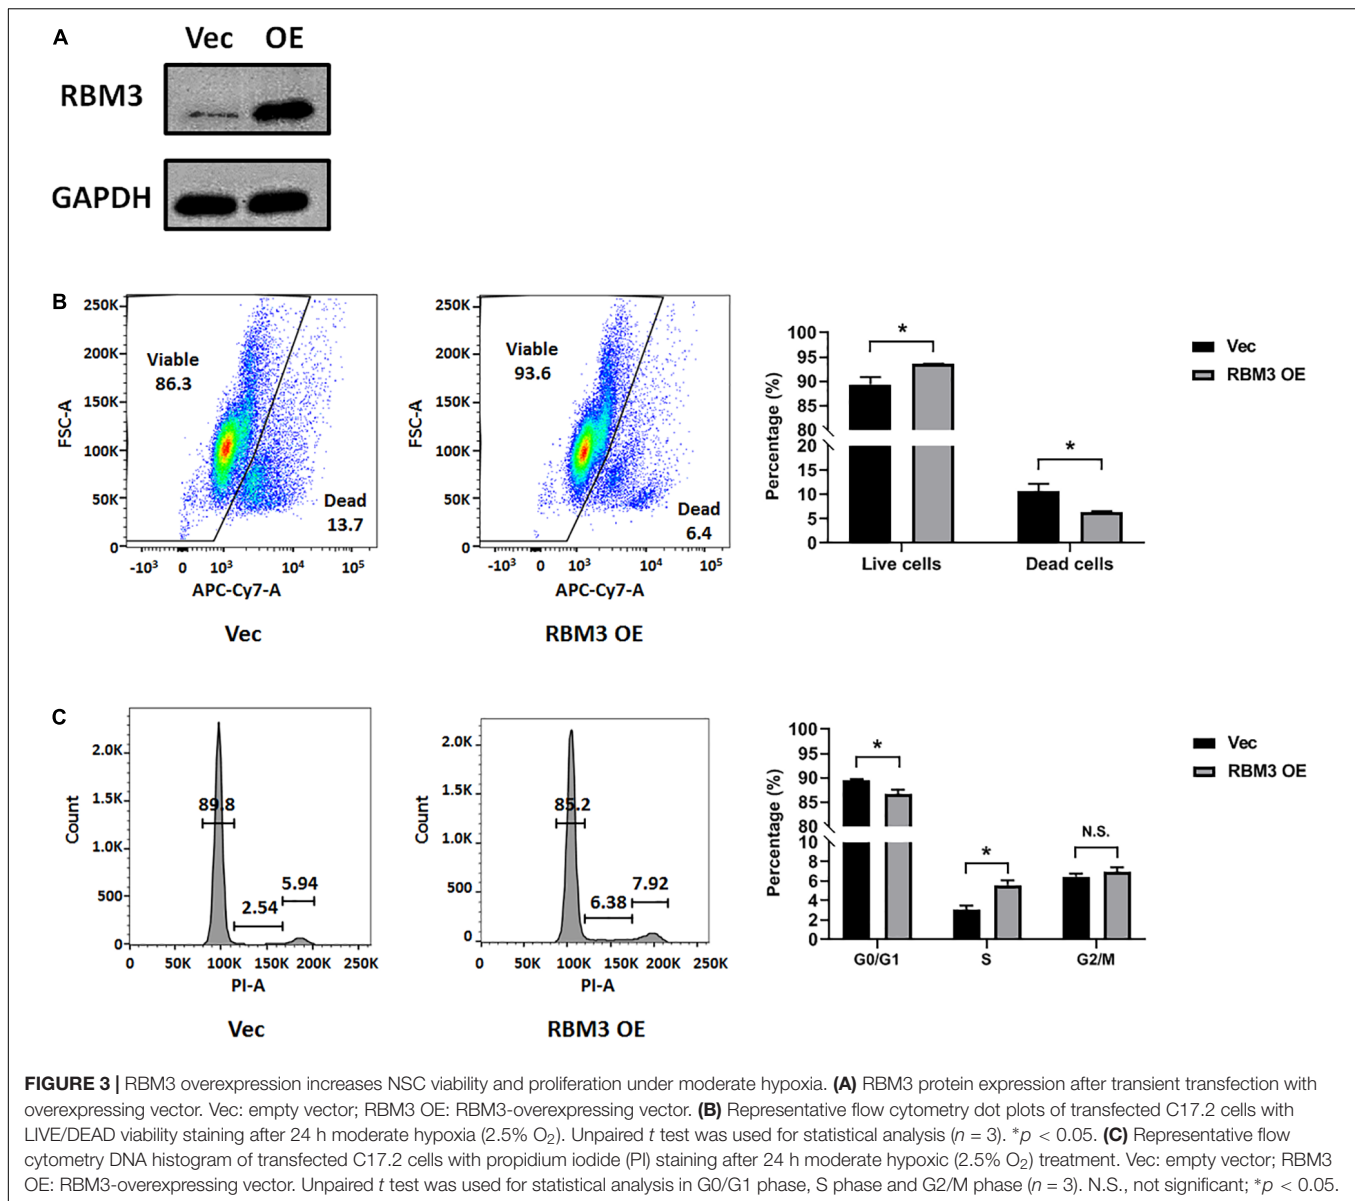 A
Vec OE
RBM3
GAPDH
B
250K
200K
150K
100K
50K
0
FSC-A
Viable
86.3
Dead
13.7
-10³ 0 10³ 10⁴ 10⁵
APC-Cy7-A
Vec
250K
200K
150K
100K
50K
0
FSC-A
Viable
93.6
Dead
6.4
-10³ 0 10³ 10⁴ 10⁵
APC-Cy7-A
RBM3 OE
Percentage (%)
100
95
90
85
80
20
15
10
5
0
* *
Live cells Dead cells
Vec
RBM3 OE
C
2.0K
1.5K
1.0K
500
0
Count
89.8
2.54
5.94
0 50K 100K 150K 200K 250K
PI-A
Vec
2.0K
1.5K
1.0K
500
0
Count
85.2
6.38
7.92
0 50K 100K 150K 200K 250K
PI-A
RBM3 OE
Percentage (%)
100
95
90
85
80
10
8
6
4
2
0
* * N.S.
G0/G1 S G2/M
Vec
RBM3 OE
FIGURE 3 | RBM3 overexpression increases NSC viability and proliferation under moderate hypoxia. (A) RBM3 protein expression after transient transfection with
overexpressing vector. Vec: empty vector; RBM3 OE: RBM3-overexpressing vector. (B) Representative flow cytometry dot plots of transfected C17.2 cells with
LIVE/DEAD viability staining after 24 h moderate hypoxia (2.5% O₂). Unpaired t test was used for statistical analysis (n = 3). *p < 0.05. (C) Representative flow
cytometry DNA histogram of transfected C17.2 cells with propidium iodide (PI) staining after 24 h moderate hypoxic (2.5% O₂) treatment. Vec: empty vector; RBM3
OE: RBM3-overexpressing vector. Unpaired t test was used for statistical analysis in G0/G1 phase, S phase and G2/M phase (n = 3). N.S., not significant; *p < 0.05.